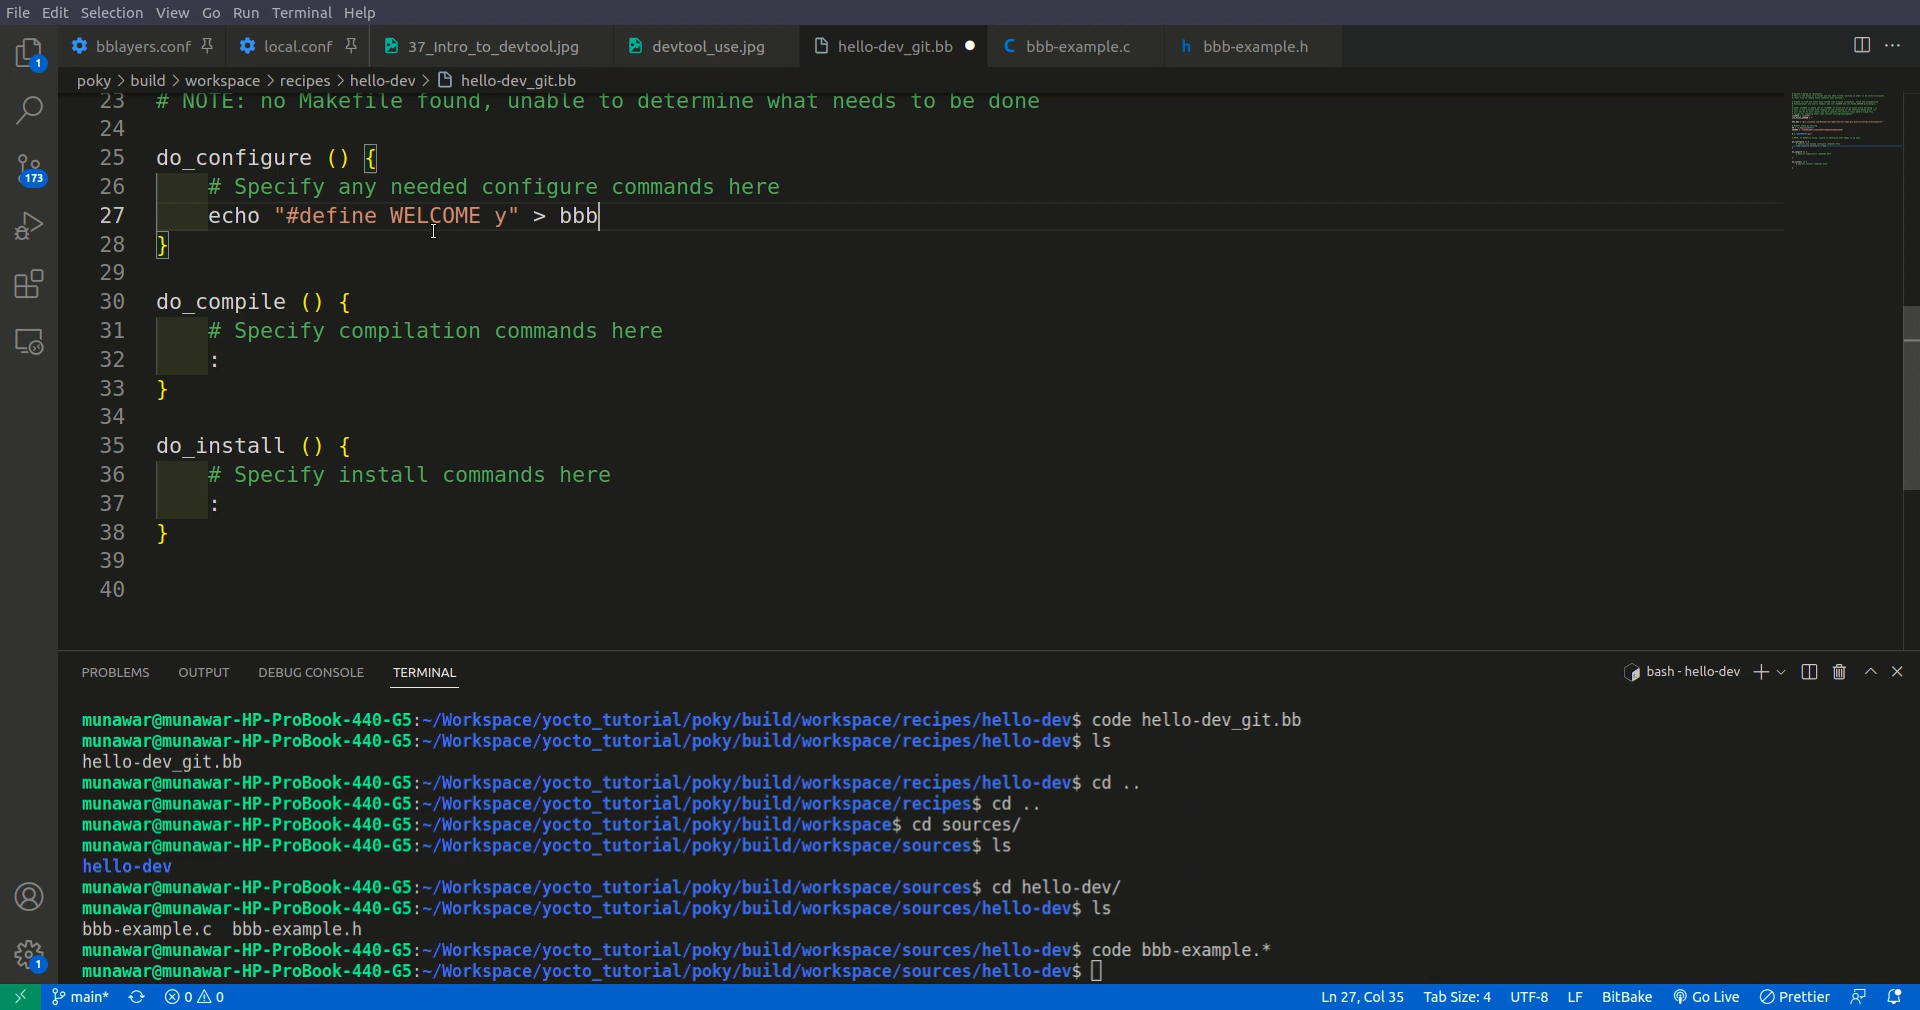 File Edit Selection View Go Run Terminal Help
bblayers.conf local.conf 37_Intro_to_devtool.jpg devtool_use.jpg hello-dev_git.bb C bbb-example.c h bbb-example.h
poky > build > workspace > recipes > hello-dev > hello-dev_git.bb
23 # NOTE: no Makefile found, unable to determine what needs to be done
24
25 do_configure () {
26 # Specify any needed configure commands here
27 echo "#define WELCOME y" > bbb
28 }
29
30 do_compile () {
31 # Specify compilation commands here
32 :
33 }
34
35 do_install () {
36 # Specify install commands here
37 :
38 }
39
40
1
173
1
PROBLEMS OUTPUT DEBUG CONSOLE TERMINAL bash - hello-dev
munawar@munawar-HP-ProBook-440-G5:~/Workspace/yocto_tutorial/poky/build/workspace/recipes/hello-dev$ code hello-dev_git.bb
munawar@munawar-HP-ProBook-440-G5:~/Workspace/yocto_tutorial/poky/build/workspace/recipes/hello-dev$ ls
hello-dev_git.bb
munawar@munawar-HP-ProBook-440-G5:~/Workspace/yocto_tutorial/poky/build/workspace/recipes/hello-dev$ cd ..
munawar@munawar-HP-ProBook-440-G5:~/Workspace/yocto_tutorial/poky/build/workspace/recipes$ cd ..
munawar@munawar-HP-ProBook-440-G5:~/Workspace/yocto_tutorial/poky/build/workspace$ cd sources/
munawar@munawar-HP-ProBook-440-G5:~/Workspace/yocto_tutorial/poky/build/workspace/sources$ ls
hello-dev
munawar@munawar-HP-ProBook-440-G5:~/Workspace/yocto_tutorial/poky/build/workspace/sources$ cd hello-dev/
munawar@munawar-HP-ProBook-440-G5:~/Workspace/yocto_tutorial/poky/build/workspace/sources/hello-dev$ ls
bbb-example.c bbb-example.h
munawar@munawar-HP-ProBook-440-G5:~/Workspace/yocto_tutorial/poky/build/workspace/sources/hello-dev$ code bbb-example.*
munawar@munawar-HP-ProBook-440-G5:~/Workspace/yocto_tutorial/poky/build/workspace/sources/hello-dev$
main* 0 0 Ln 27, Col 35 Tab Size: 4 UTF-8 LF BitBake Go Live Prettier